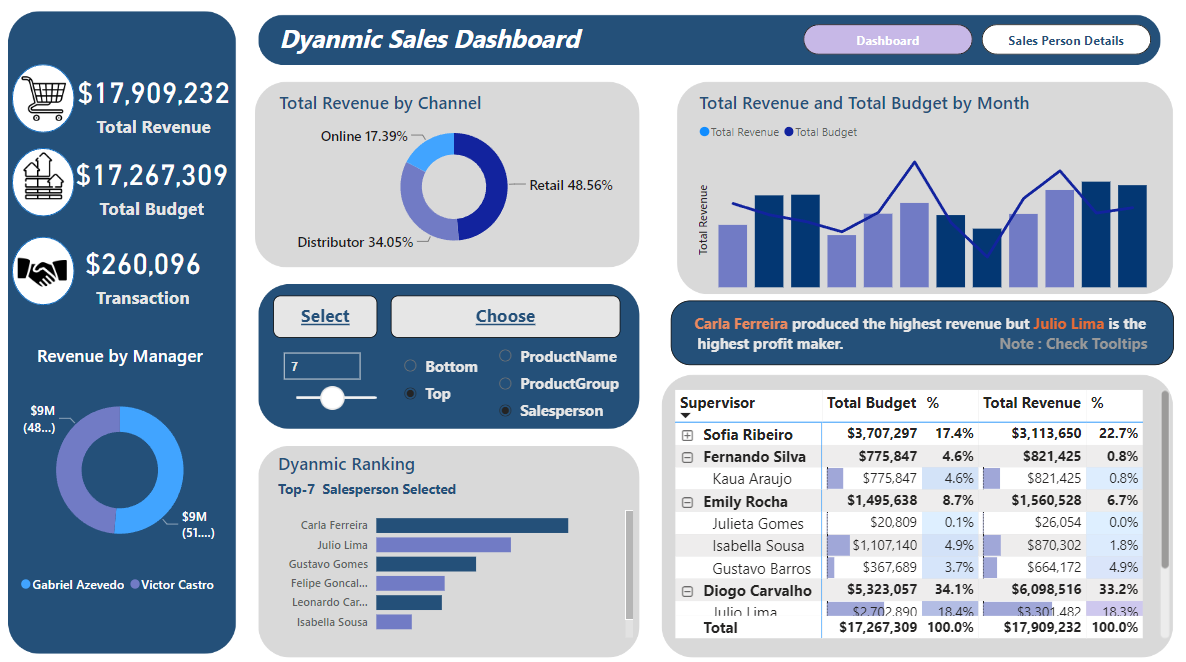 Dyanmic Sales Dashboard
Dashboard
Sales Person Details
$17,909,232
Total Revenue
$17,267,309
Total Budget
$260,096
Transaction
Revenue by Manager
$9M
(48...)
$9M
(51....)
Gabriel Azevedo Victor Castro
Total Revenue by Channel
Online 17.39%
Retail 48.56%
Distributor 34.05%
Select
Choose
7
Bottom
Top
ProductName
ProductGroup
Salesperson
Dyanmic Ranking
Top-7 Salesperson Selected
Carla Ferreira
Julio Lima
Gustavo Gomes
Felipe Goncal...
Leonardo Car...
Isabella Sousa
Total Revenue and Total Budget by Month
Total Revenue Total Budget
Total Revenue
Carla Ferreira produced the highest revenue but Julio Lima is the
highest profit maker. Note : Check Tooltips
Supervisor Total Budget % Total Revenue %
Sofia Ribeiro $3,707,297 17.4% $3,113,650 22.7%
Fernando Silva $775,847 4.6% $821,425 0.8%
Kaua Araujo $775,847 4.6% $821,425 0.8%
Emily Rocha $1,495,638 8.7% $1,560,528 6.7%
Julieta Gomes $20,809 0.1% $26,054 0.0%
Isabella Sousa $1,107,140 4.9% $870,302 1.8%
Gustavo Barros $367,689 3.7% $664,172 4.9%
Diogo Carvalho $5,323,057 34.1% $6,098,516 33.2%
Julio Lima $2,702,890 18.4% $3,301,482 18.3%
Total $17,267,309 100.0% $17,909,232 100.0%